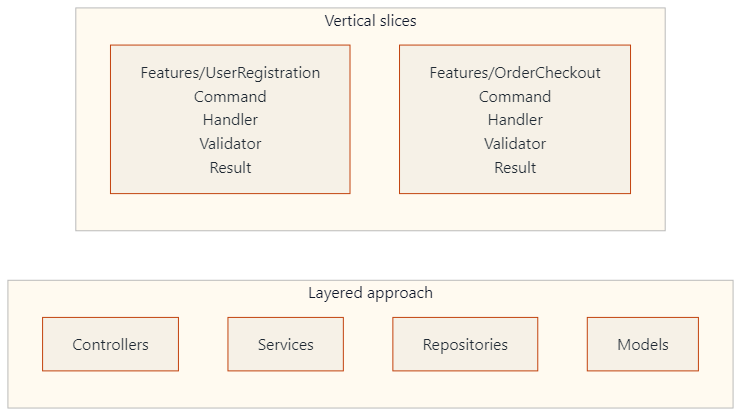 Vertical slices
Features/UserRegistration
Command
Handler
Validator
Result
Features/OrderCheckout
Command
Handler
Validator
Result
Layered approach
Controllers
Services
Repositories
Models